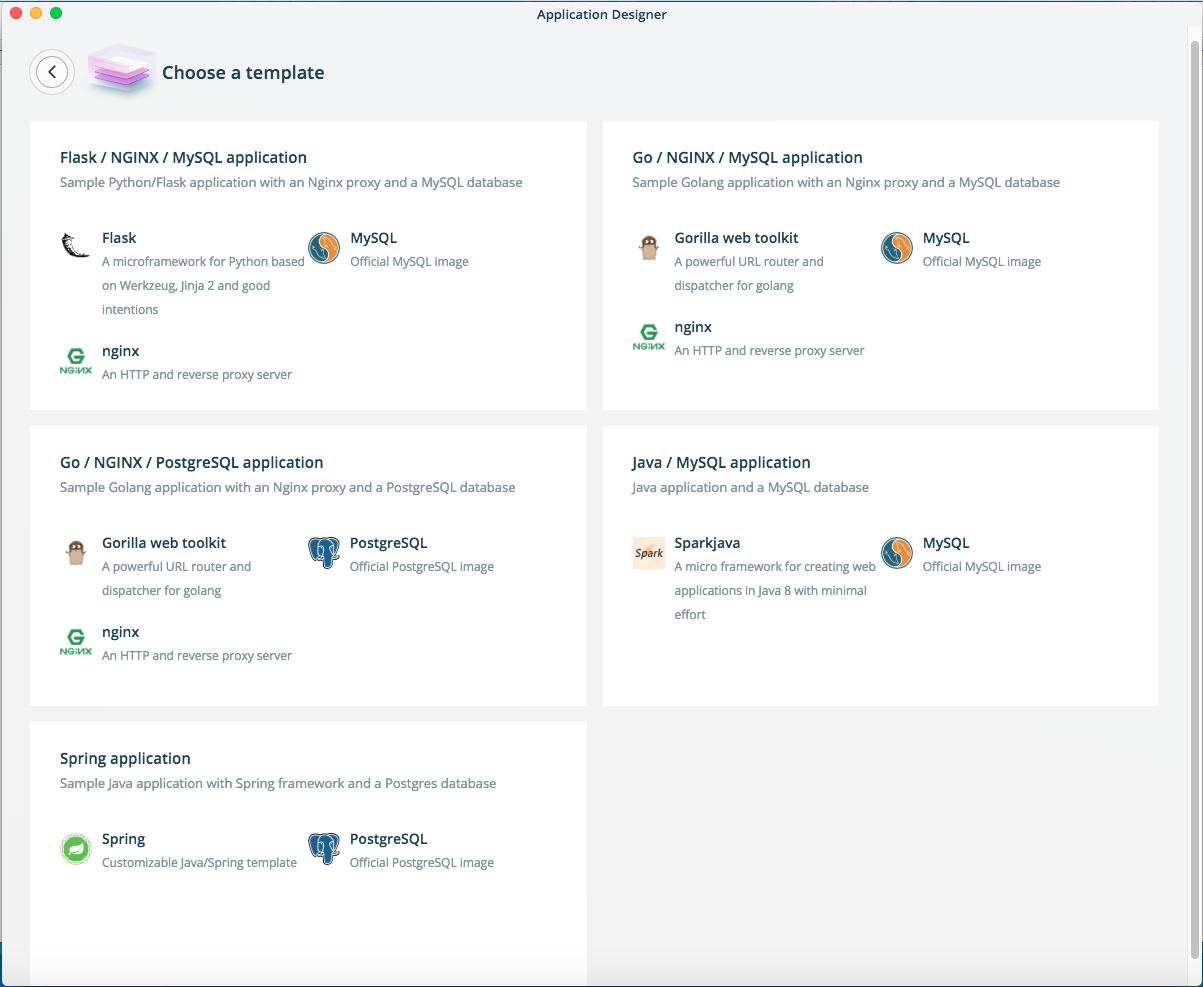 Application Designer
Choose a template
Flask / NGINX / MySQL application
Sample Python/Flask application with an Nginx proxy and a MySQL database
Flask
A microframework for Python based
on Werkzeug, Jinja 2 and good
intentions
MySQL
Official MySQL image
NGINX
nginx
An HTTP and reverse proxy server
Go / NGINX / MySQL application
Sample Golang application with an Nginx proxy and a MySQL database
Gorilla web toolkit
A powerful URL router and
dispatcher for golang
MySQL
Official MySQL image
NGINX
nginx
An HTTP and reverse proxy server
Go / NGINX / PostgreSQL application
Sample Golang application with an Nginx proxy and a PostgreSQL database
Gorilla web toolkit
A powerful URL router and
dispatcher for golang
PostgreSQL
Official PostgreSQL image
NGINX
nginx
An HTTP and reverse proxy server
Java / MySQL application
Java application and a MySQL database
Spark
Sparkjava
A micro framework for creating web
applications in Java 8 with minimal
effort
MySQL
Official MySQL image
Spring application
Sample Java application with Spring framework and a Postgres database
Spring
Customizable Java/Spring template
PostgreSQL
Official PostgreSQL image